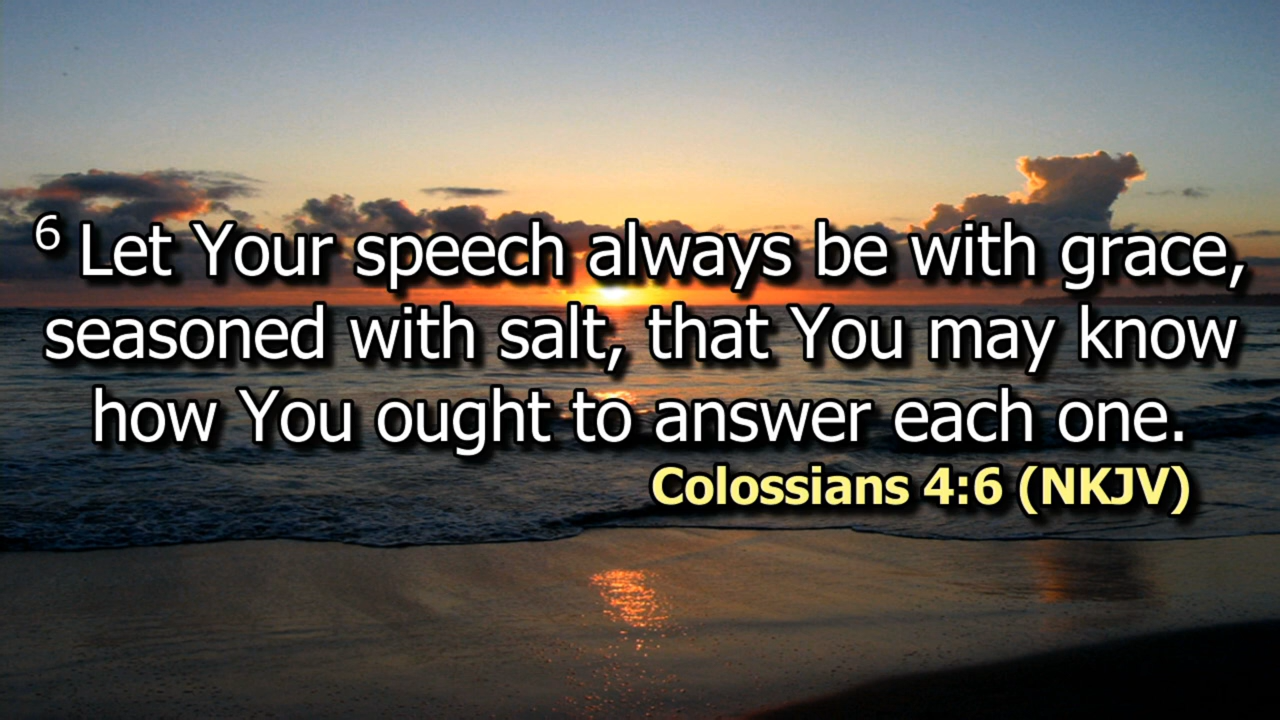 6 Let Your speech always be with grace,
seasoned with salt, that You may know
how You ought to answer each one.
Colossians 4:6 (NKJV)